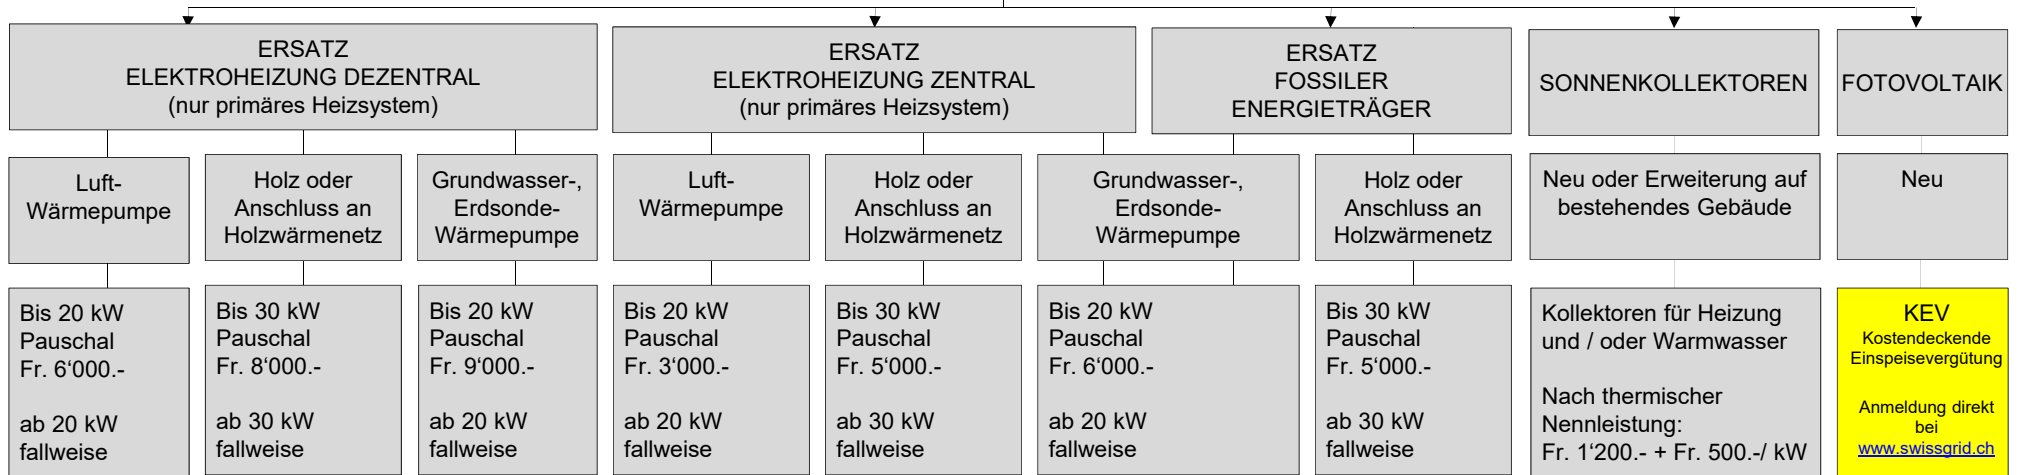 ERSATZ
ELEKTROHEIZUNG DEZENTRAL
(nur primäres Heizsystem)
ERSATZ
ELEKTROHEIZUNG ZENTRAL
(nur primäres Heizsystem)
ERSATZ
FOSSILER
ENERGIETRÄGER
SONNENKOLLEKTOREN
FOTOVOLTAIK
Luft-
Wärmepumpe
Holz oder
Anschluss an
Holzwärmenetz
Grundwasser-,
Erdsonde-
Wärmepumpe
Luft-
Wärmepumpe
Holz oder
Anschluss an
Holzwärmenetz
Grundwasser-,
Erdsonde-
Wärmepumpe
Holz oder
Anschluss an
Holzwärmenetz
Neu oder Erweiterung auf
bestehendes Gebäude
Neu
Bis 20 kW
Pauschal
Fr. 6‘000.-
ab 20 kW
fallweise
Bis 30 kW
Pauschal
Fr. 8‘000.-
ab 30 kW
fallweise
Bis 20 kW
Pauschal
Fr. 9‘000.-
ab 20 kW
fallweise
Bis 20 kW
Pauschal
Fr. 3‘000.-
ab 20 kW
fallweise
Bis 30 kW
Pauschal
Fr. 5‘000.-
ab 30 kW
fallweise
Bis 20 kW
Pauschal
Fr. 6‘000.-
ab 20 kW
fallweise
Bis 30 kW
Pauschal
Fr. 5‘000.-
ab 30 kW
fallweise
Kollektoren für Heizung
und / oder Warmwasser
Nach thermischer
Nennleistung:
Fr. 1‘200.- + Fr. 500.-/ kW
KEV
Kostendeckende
Einspeisevergütung
Anmeldung direkt
bei
www.swissgrid.ch